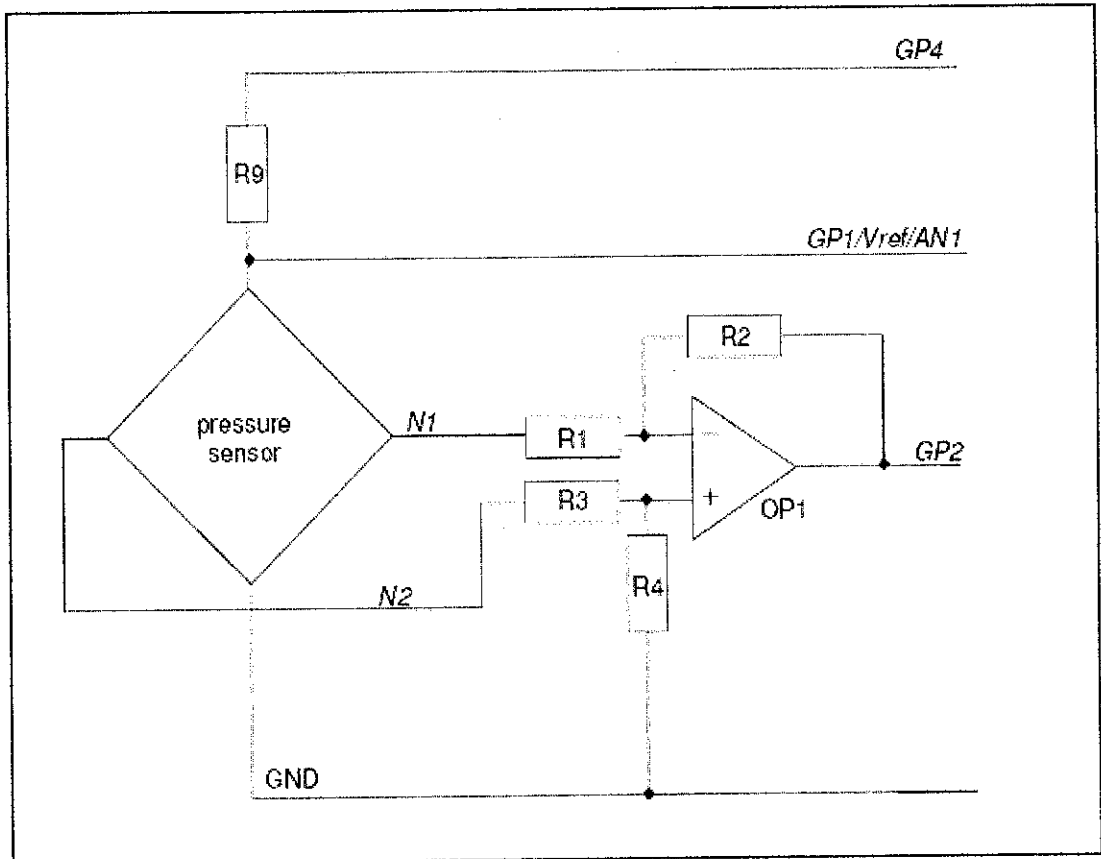 GP4
R9
GP1/Vref/AN1
R2
pressure
sensor
N1
R1
−
GP2
R3
+
OP1
N2
R4
GND